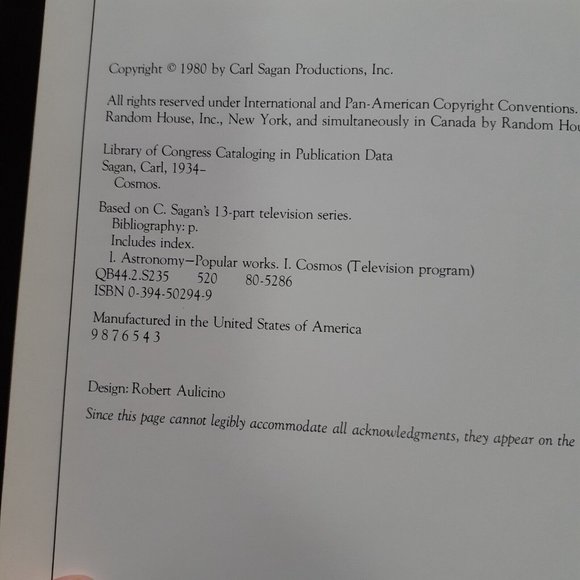 Copyright © 1980 by Carl Sagan Productions, Inc.
All rights reserved under International and Pan-American Copyright Conventions.
Random House, Inc., New York, and simultaneously in Canada by Random
Library of Congress Cataloging in Publication Data
Sagan, Carl, 1934–
Cosmos.
Based on C. Sagan's 13-part television series.
Bibliography: p.
Includes index.
1. Astronomy—Popular works. I. Cosmos (Television program)
QB44.2.S235 520 80-5286
ISBN 0-394-50294-9
Manufactured in the United States of America
9 8 7 6 5 4 3
Design: Robert Aulicino
Since this page cannot legibly accommodate all acknowledgments, they appear on the